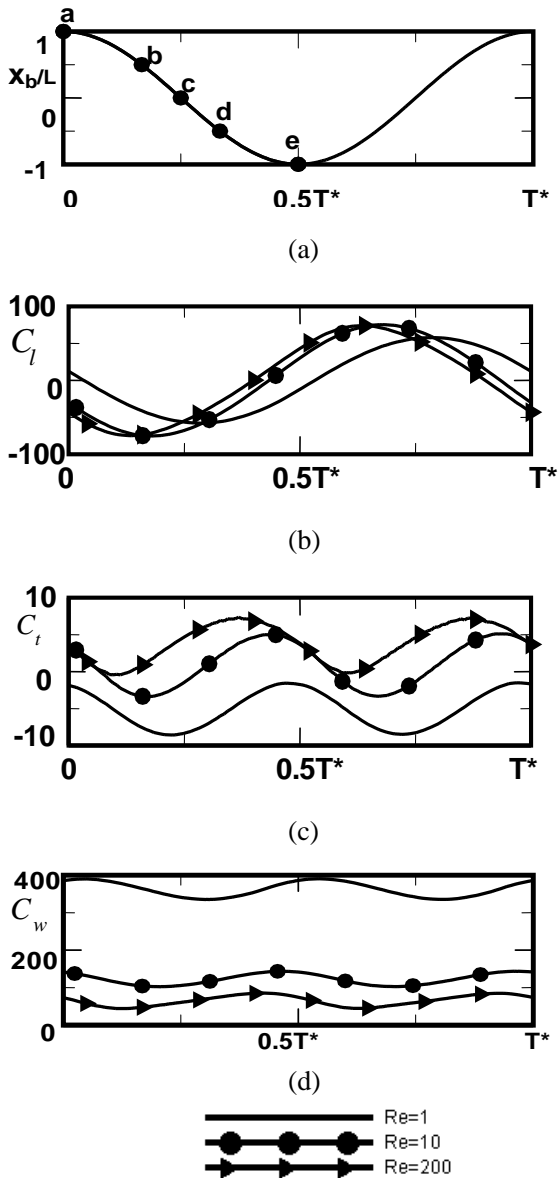 a
1
b
x_b/L
c
0
d
e
-1
0 0.5T* T*
(a)
100
C_l
0
-100
0 0.5T* T*
(b)
10
C_t
0
-10
0 0.5T* T*
(c)
400
C_w
200
0
0.5T* T*
(d)
Re=1
Re=10
Re=200